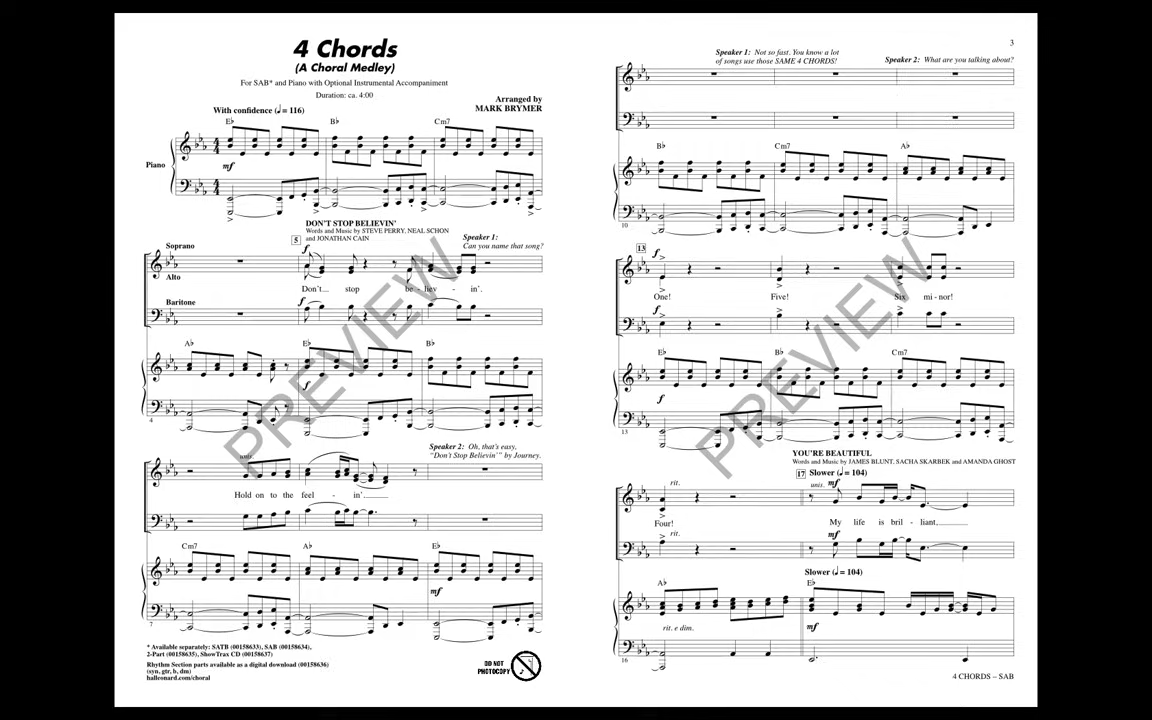 4 Chords
(A Choral Medley)
For SAB* and Piano with Optional Instrumental Accompaniment
Duration: ca. 4:00
Arranged by
MARK BRYMER
With confidence (♩ = 116)
E♭ B♭ Cm7
Piano
mf
DON'T STOP BELIEVIN'
Words and Music by STEVE PERRY, NEAL SCHON
and JONATHAN CAIN
5
Speaker 1:
Can you name that song?
Soprano
f
Alto
Don't stop be - liev - in'.
Baritone
f
A♭ E♭ B♭
f
4
Speaker 2: Oh, that's easy,
"Don't Stop Believin'" by Journey.
unis.
Hold on to the feel - in'.
Cm7 A♭ E♭
mf
7
* Available separately: SATB (00158633), SAB (00158634),
2-Part (00158635), ShowTrax CD (00158637)
Rhythm Section parts available as a digital download (00158636)
(syn, gtr, b, dm)
halleonard.com/choral
DO NOT
PHOTOCOPY
PREVIEW
3
Speaker 1: Not so fast. You know a lot
of songs use those SAME 4 CHORDS!
Speaker 2: What are you talking about?
B♭ Cm7 A♭
10
13
f
One! Five! Six mi - nor!
f
E♭ B♭ Cm7
f
13
YOU'RE BEAUTIFUL
Words and Music by JAMES BLUNT, SACHA SKARBEK and AMANDA GHOST
17 Slower (♩ = 104)
rit. unis. mf
Four! My life is bril - liant,
rit. mf
Slower (♩ = 104)
A♭ E♭
rit. e dim. mf
16
4 CHORDS – SAB
PREVIEW